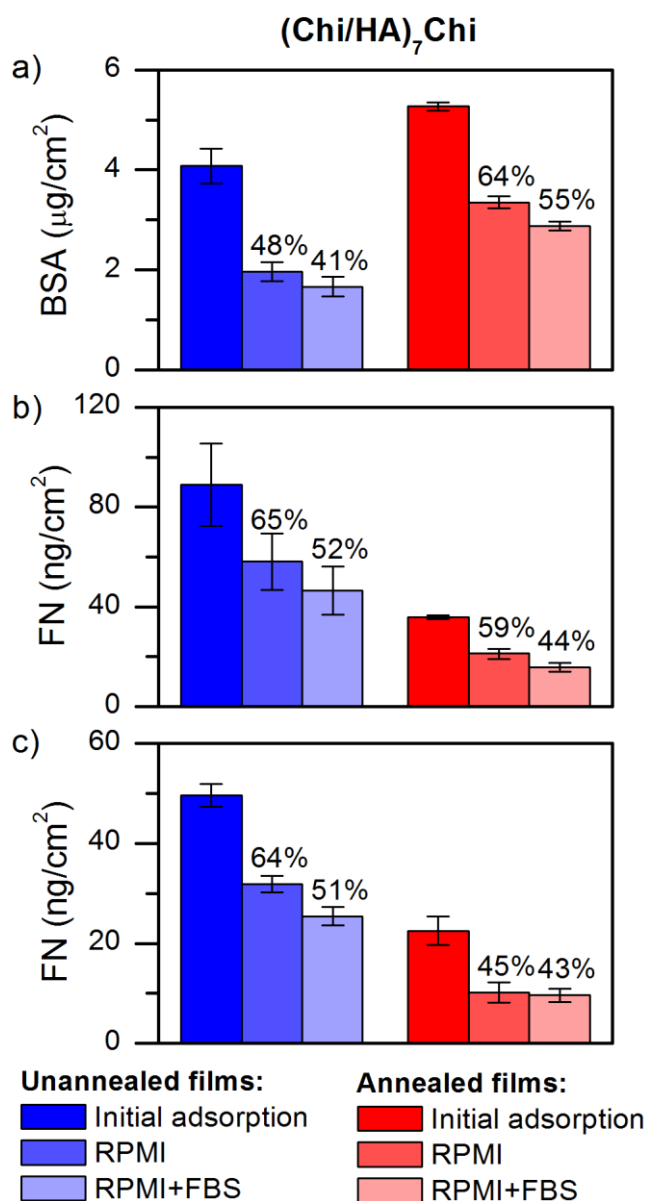 (Chi/HA)₇Chi
a)
BSA (μg/cm²)
6
4
2
0
48%
41%
64%
55%
b)
FN (ng/cm²)
120
80
40
0
65%
52%
59%
44%
c)
FN (ng/cm²)
60
40
20
0
64%
51%
45%
43%
Unannealed films:
Initial adsorption
RPMI
RPMI+FBS
Annealed films:
Initial adsorption
RPMI
RPMI+FBS